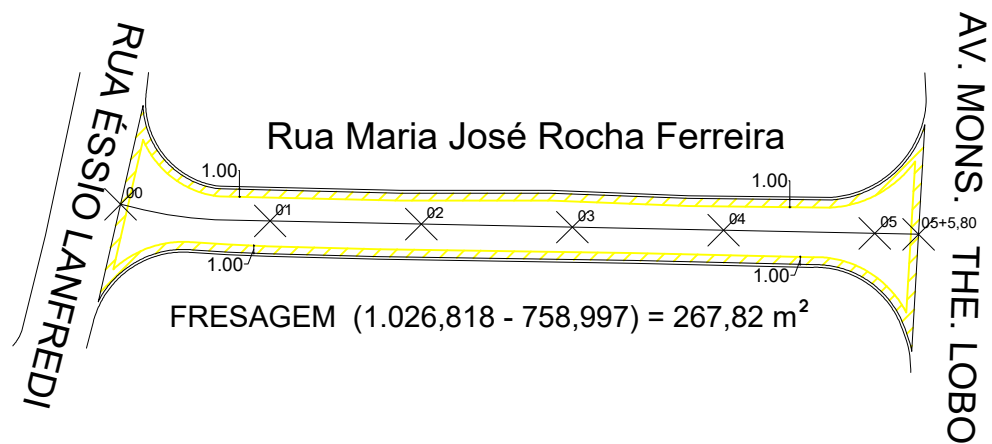 RUA ÉSSIO LANFREDI
Rua Maria José Rocha Ferreira
AV. MONS. THE. LOBO
1.00
1.00
00
01
02
03
04
05
05+5,80
1.00
1.00
FRESAGEM (1.026,818 - 758,997) = 267,82 m²